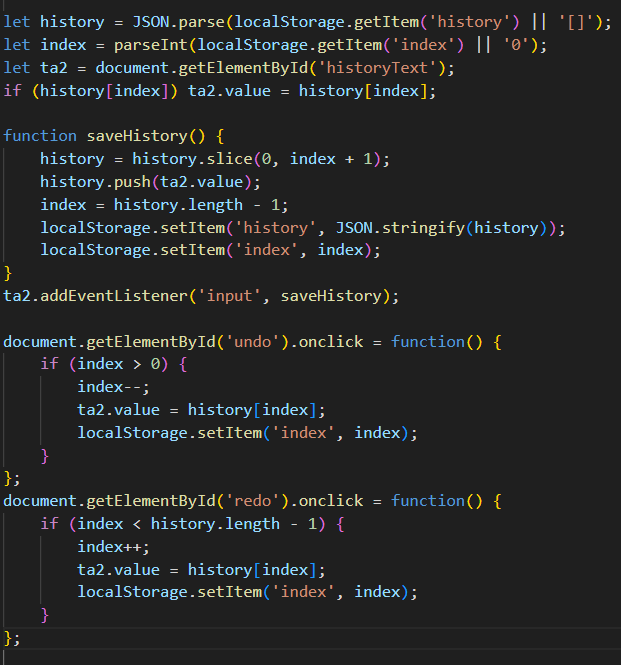 let history = JSON.parse(localStorage.getItem('history') || '[]');
let index = parseInt(localStorage.getItem('index') || '0');
let ta2 = document.getElementById('historyText');
if (history[index]) ta2.value = history[index];

function saveHistory() {
    history = history.slice(0, index + 1);
    history.push(ta2.value);
    index = history.length - 1;
    localStorage.setItem('history', JSON.stringify(history));
    localStorage.setItem('index', index);
}
ta2.addEventListener('input', saveHistory);

document.getElementById('undo').onclick = function() {
    if (index > 0) {
        index--;
        ta2.value = history[index];
        localStorage.setItem('index', index);
    }
};
document.getElementById('redo').onclick = function() {
    if (index < history.length - 1) {
        index++;
        ta2.value = history[index];
        localStorage.setItem('index', index);
    }
};